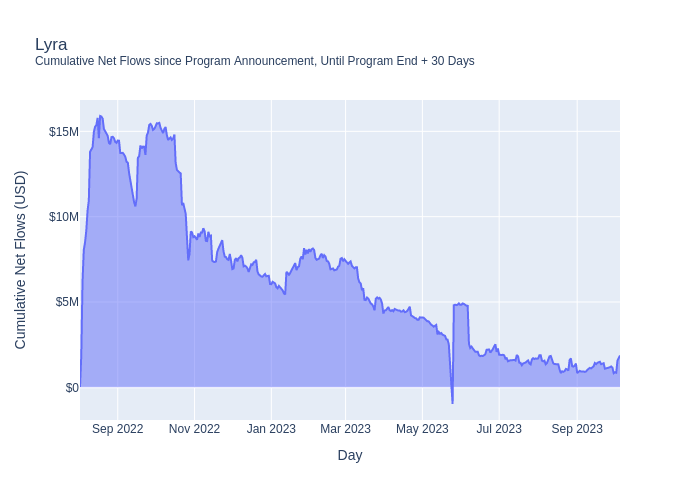 Lyra
Cumulative Net Flows since Program Announcement, Until Program End + 30 Days
Cumulative Net Flows (USD)
$15M
$10M
$5M
$0
Sep 2022
Nov 2022
Jan 2023
Mar 2023
May 2023
Jul 2023
Sep 2023
Day